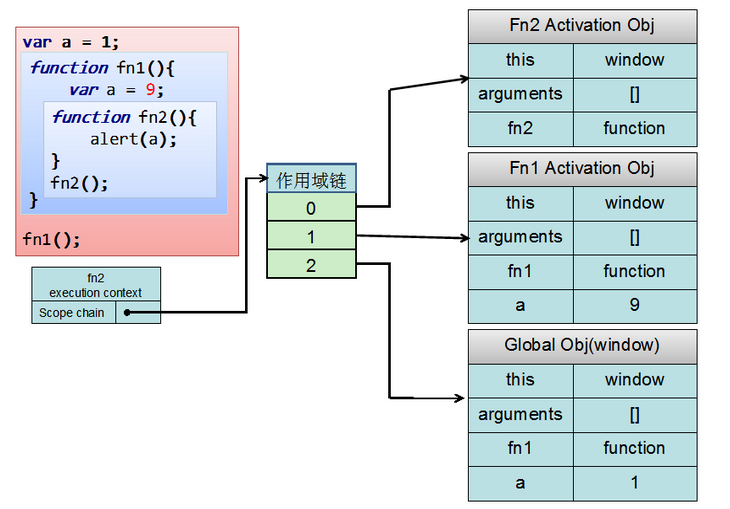 var a = 1;
function fn1(){
var a = 9;
function fn2(){
alert(a);
}
fn2();
}
fn1();
fn2
execution context
Scope chain
作用域链
0
1
2
Fn2 Activation Obj
this window
arguments []
fn2 function
Fn1 Activation Obj
this window
arguments []
fn1 function
a 9
Global Obj(window)
this window
arguments []
fn1 function
a 1